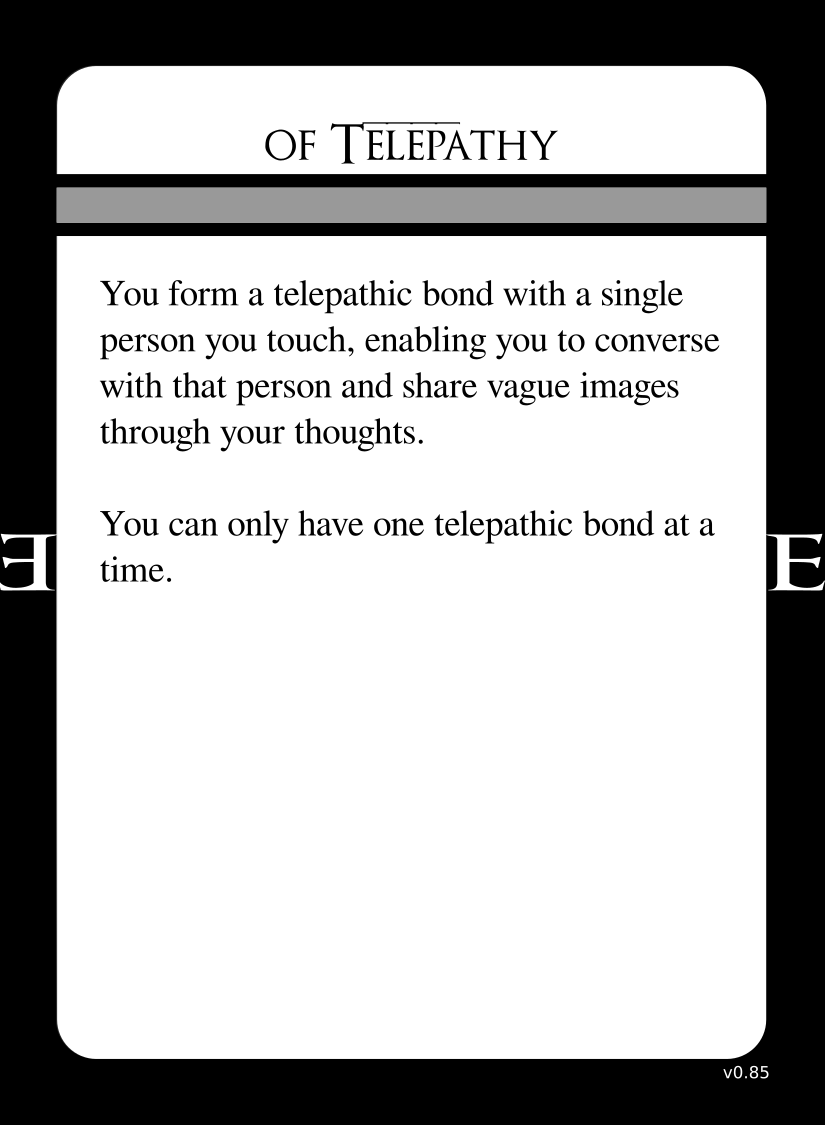 OF TELEPATHY
You form a telepathic bond with a single
person you touch, enabling you to converse
with that person and share vague images
through your thoughts.
You can only have one telepathic bond at a
time.
E
E
v0.85